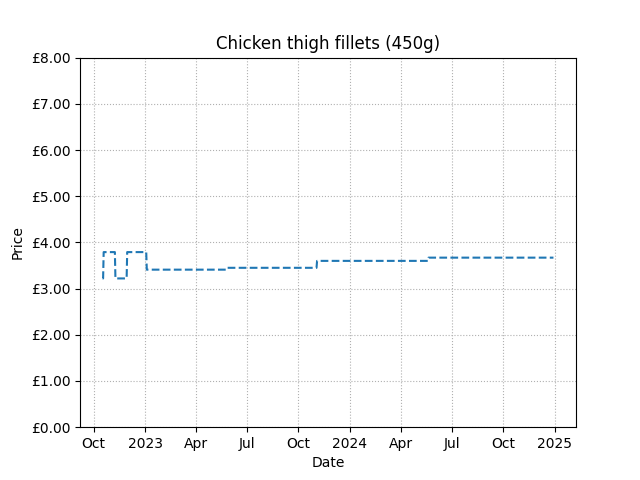 Chicken thigh fillets (450g)
£8.00
£7.00
£6.00
£5.00
£4.00
£3.00
£2.00
£1.00
£0.00
Price
Oct 2023 Apr Jul Oct 2024 Apr Jul Oct 2025
Date